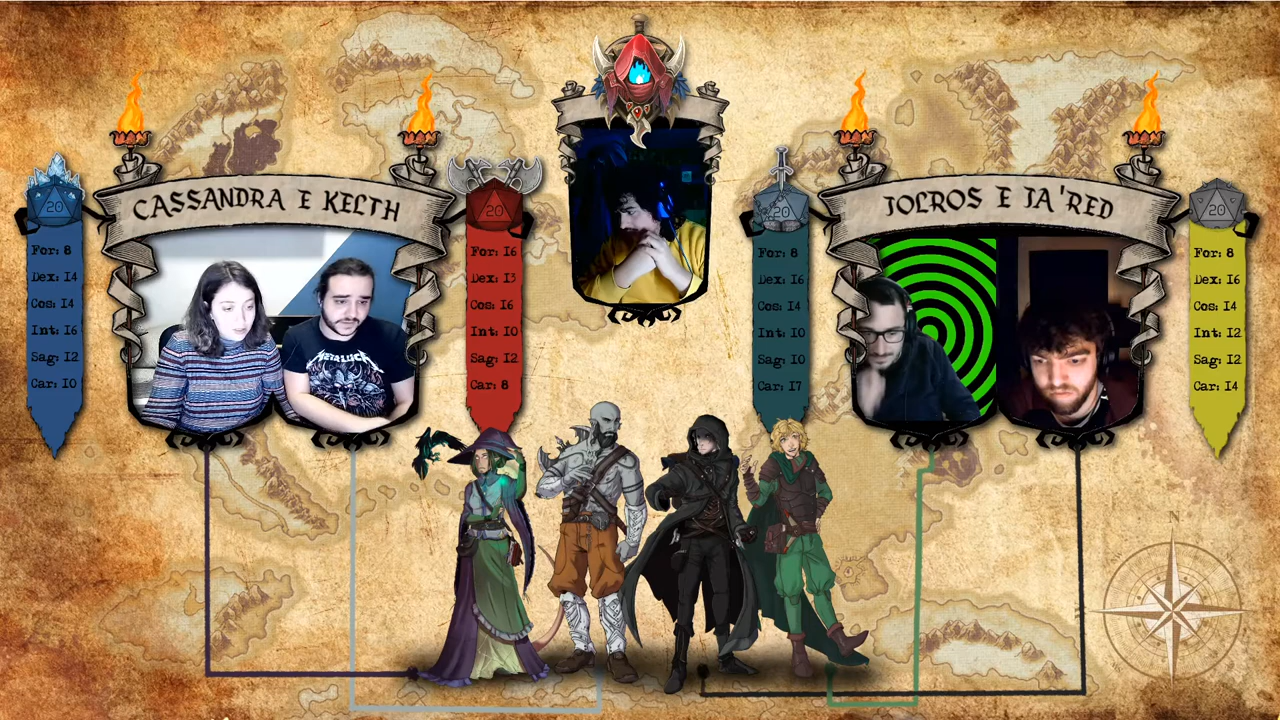 CASSANDRA E KELTH
JOLROS E JA'RED
20
For: 8
Dex: 14
Cos: 14
Int: 16
Sag: 12
Car: 10
20
For: 16
Dex: 13
Cos: 16
Int: 10
Sag: 12
Car: 8
20
For: 8
Dex: 16
Cos: 14
Int: 10
Sag: 10
Car: 17
20
For: 8
Dex: 16
Cos: 14
Int: 12
Sag: 12
Car: 14
METALLICA
N